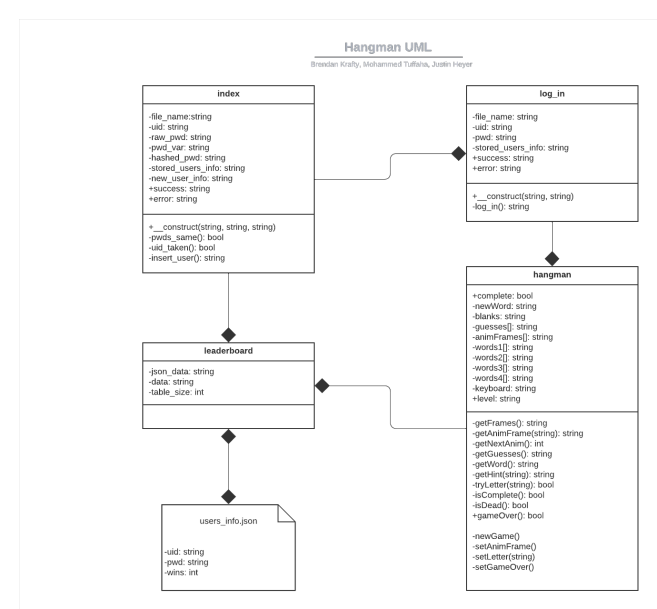 Hangman UML
Breedan Krafty, Mohammed Tuffaha, Justin Heyer
index
-file_name:string
-uid: string
-raw_pwd: string
-pwd_var: string
-hashed_pwd: string
-stored_users_info: string
-new_user_info: string
+success: string
+error: string
+__construct(string, string, string)
-pwds_same(): bool
-uid_taken(): bool
-insert_user(): string
log_in
-file_name: string
-uid: string
-pwd: string
-stored_users_info: string
+success: string
+error: string
+__construct(string, string)
-log_in(): string
hangman
+complete: bool
-newWord: string
-blanks: string
-guesses[]: string
-animFrames[]: string
-words1[]: string
-words2[]: string
-words3[]: string
-words4[]: string
-keyboard: string
+level: string
-getFrames(): string
-getAnimFrame(string): string
-getNextAnim(): int
-getGuesses(): string
-getWord(): string
-getHint(string): string
-tryLetter(string): bool
-isComplete(): bool
-isDead(): bool
+gameOver(): bool
-newGame()
-setAnimFrame()
-setLetter(string)
-setGameOver()
leaderboard
-json_data: string
-data: string
-table_size: int
users_info.json
-uid: string
-pwd: string
-wins: int